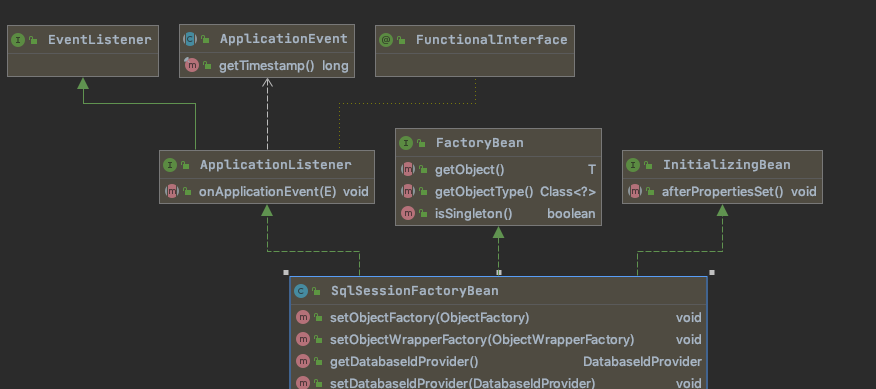 EventListener
ApplicationEvent
getTimestamp() long
FunctionalInterface
ApplicationListener
onApplicationEvent(E) void
FactoryBean
getObject() T
getObjectType() Class<?>
isSingleton() boolean
InitializingBean
afterPropertiesSet() void
SqlSessionFactoryBean
setObjectFactory(ObjectFactory) void
setObjectWrapperFactory(ObjectWrapperFactory) void
getDatabaseIdProvider() DatabaseIdProvider
setDatabaseIdProvider(DatabaseIdProvider) void